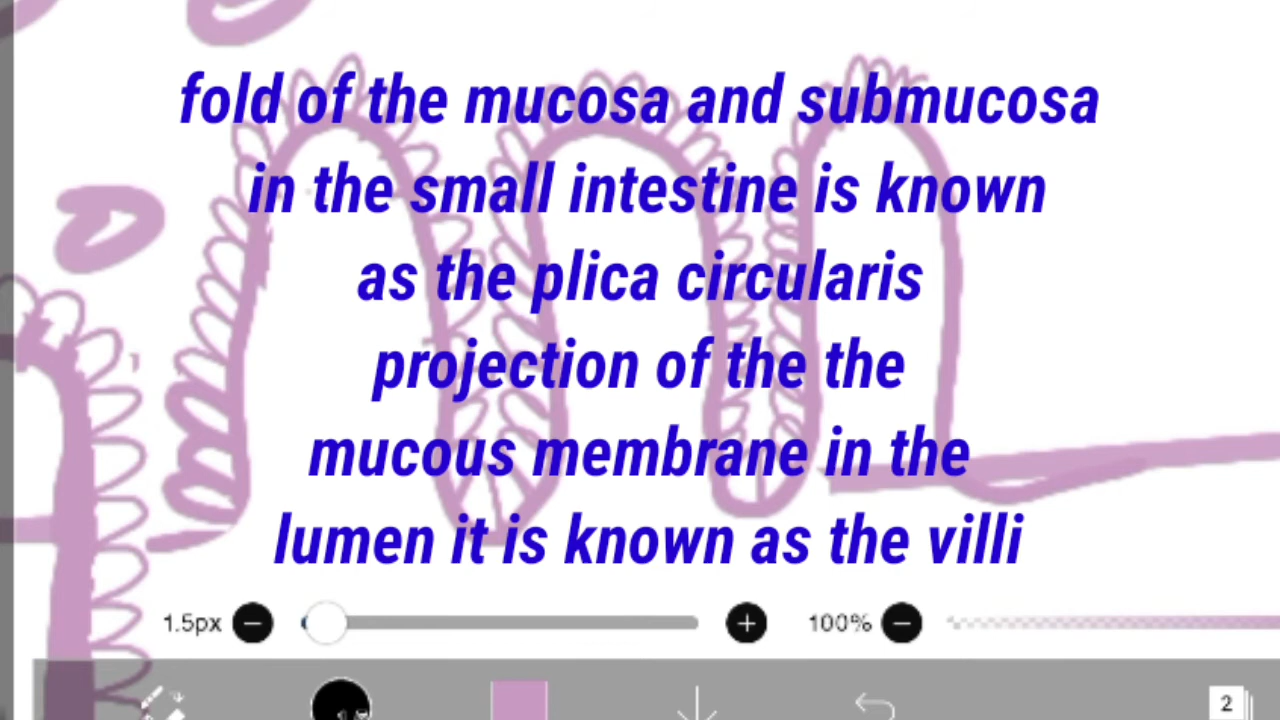 fold of the mucosa and submucosa
in the small intestine is known
as the plica circularis
projection of the the
mucous membrane in the
lumen it is known as the villi
1.5px
100%
2